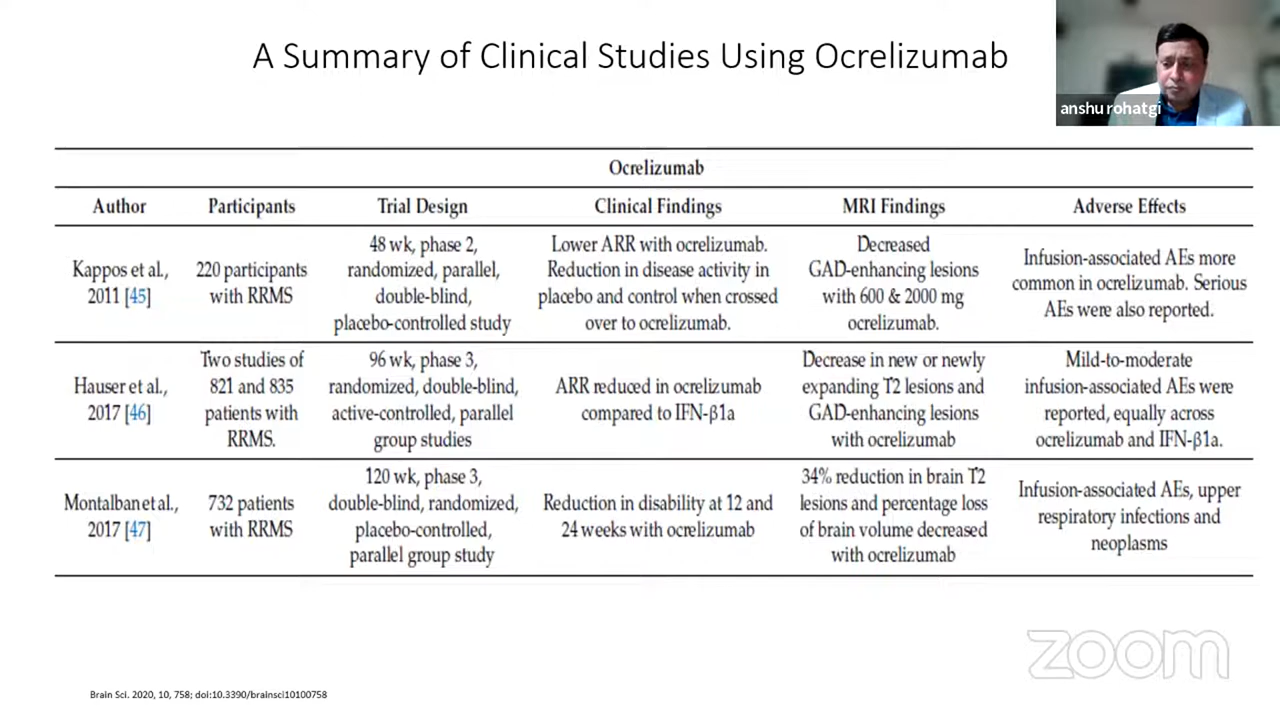 A Summary of Clinical Studies Using Ocrelizumab
anshu rohatgi
Ocrelizumab
Author Participants Trial Design Clinical Findings MRI Findings Adverse Effects
Kappos et al.,
2011 [45]
220 participants
with RRMS
48 wk, phase 2,
randomized, parallel,
double-blind,
placebo-controlled study
Lower ARR with ocrelizumab.
Reduction in disease activity in
placebo and control when crossed
over to ocrelizumab.
Decreased
GAD-enhancing lesions
with 600 & 2000 mg
ocrelizumab.
Infusion-associated AEs more
common in ocrelizumab. Serious
AEs were also reported.
Hauser et al.,
2017 [46]
Two studies of
821 and 835
patients with
RRMS.
96 wk, phase 3,
randomized, double-blind,
active-controlled, parallel
group studies
ARR reduced in ocrelizumab
compared to IFN-β1a
Decrease in new or newly
expanding T2 lesions and
GAD-enhancing lesions
with ocrelizumab
Mild-to-moderate
infusion-associated AEs were
reported, equally across
ocrelizumab and IFN-β1a.
Montalban et al.,
2017 [47]
732 patients
with RRMS
120 wk, phase 3,
double-blind, randomized,
placebo-controlled,
parallel group study
Reduction in disability at 12 and
24 weeks with ocrelizumab
34% reduction in brain T2
lesions and percentage loss
of brain volume decreased
with ocrelizumab
Infusion-associated AEs, upper
respiratory infections and
neoplasms
zoom
Brain Sci. 2020, 10, 758; doi:10.3390/brainsci10100758